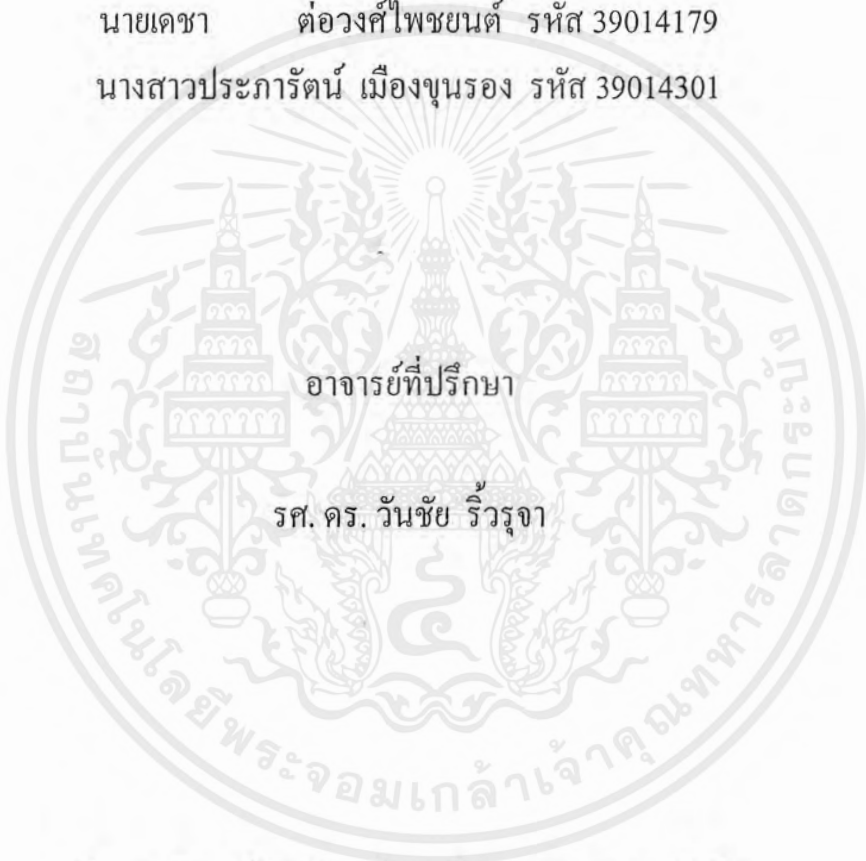 นายเดชา ต่อวงศ์ไพชยนต์ รหัส 39014179
นางสาวประภารัตน์ เมืองขุนรอง รหัส 39014301
อาจารย์ที่ปรึกษา
รศ. ดร. วันชัย ริ้วรุจา
สถาบันเทคโนโลยีพระจอมเกล้าเจ้าคุณทหารลาดกระบัง